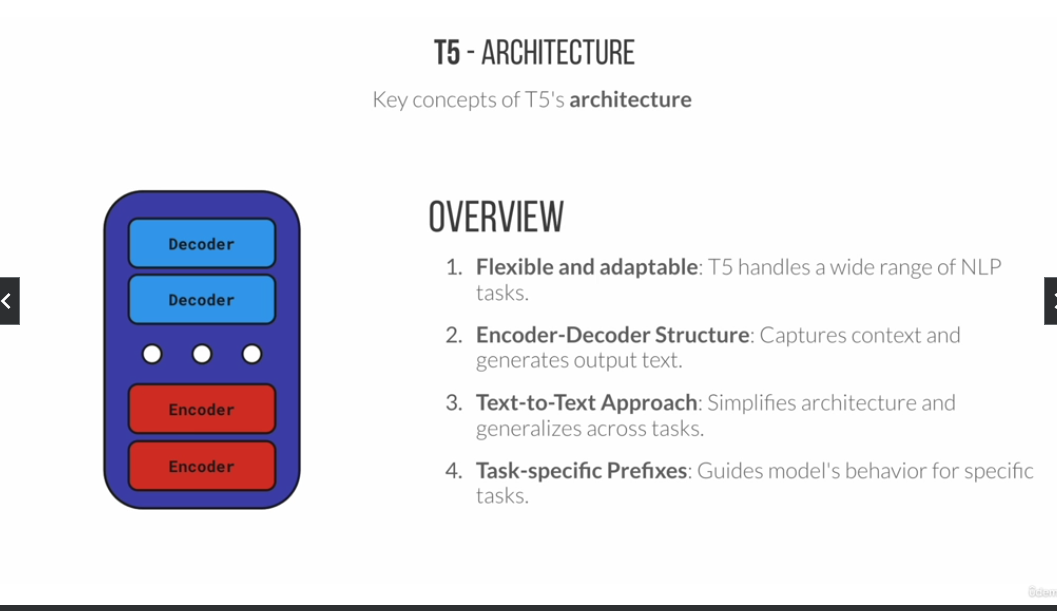 T5 - ARCHITECTURE
Key concepts of T5's architecture
Decoder
Decoder
Encoder
Encoder
OVERVIEW
1. Flexible and adaptable: T5 handles a wide range of NLP
tasks.
2. Encoder-Decoder Structure: Captures context and
generates output text.
3. Text-to-Text Approach: Simplifies architecture and
generalizes across tasks.
4. Task-specific Prefixes: Guides model's behavior for specific
tasks.